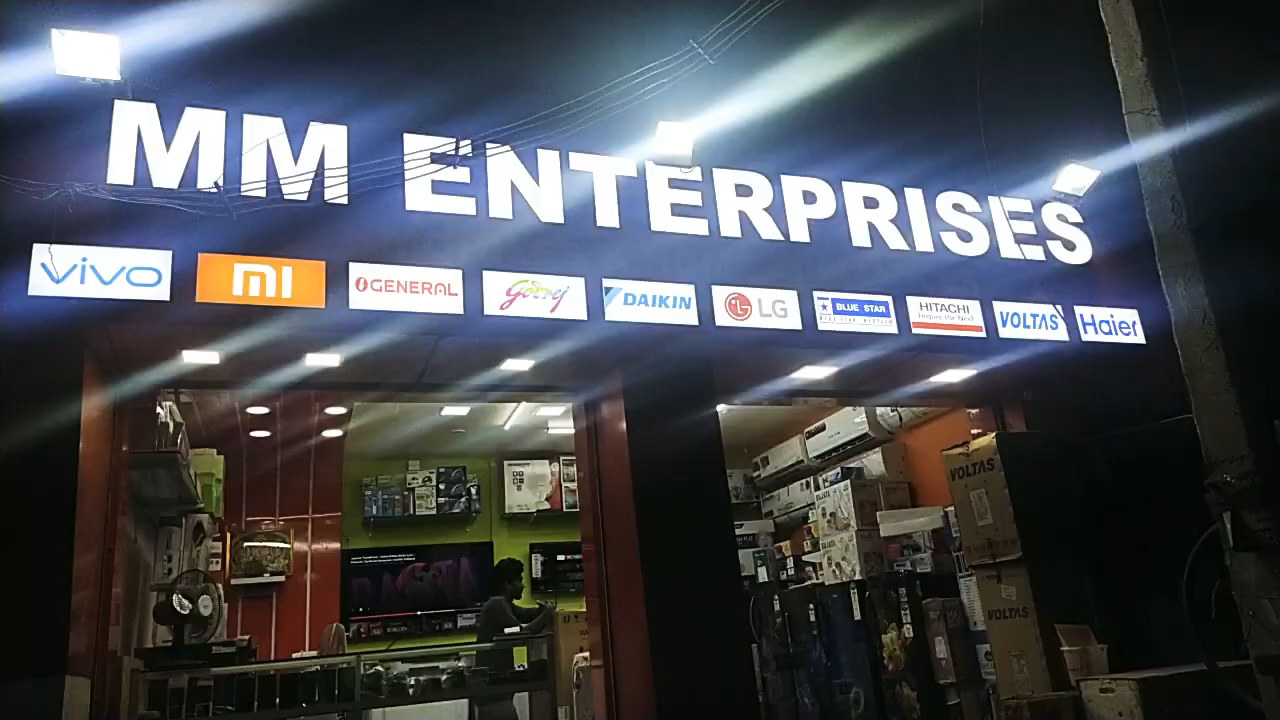 MM ENTERPRISES
vivo
mi
O GENERAL
Godrej
DAIKIN
LG
BLUE STAR
HITACHI
Inspire the Next
VOLTAS
Haier
VOLTAS
VOLTAS